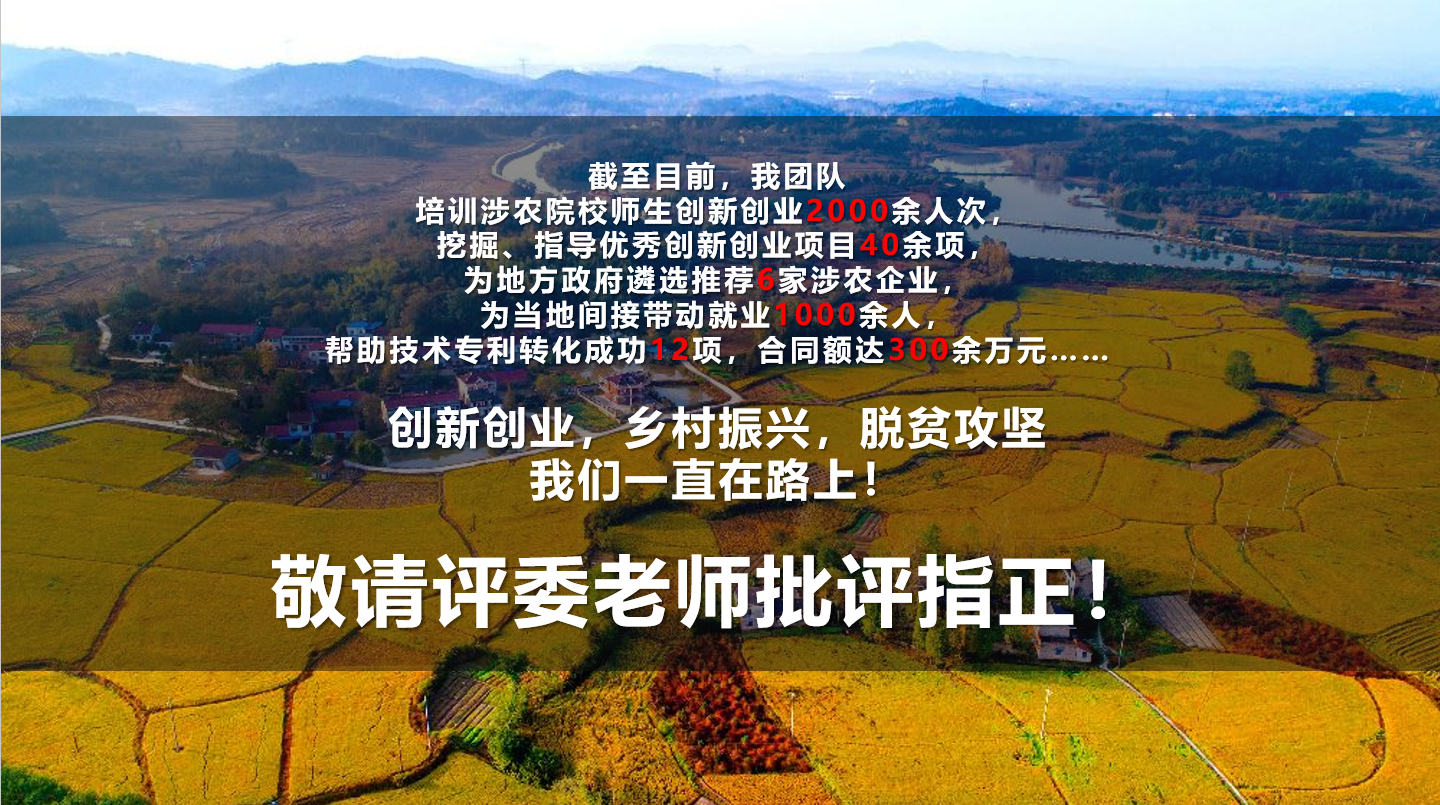 截至目前，我团队
培训涉农院校师生创新创业2000余人次，
挖掘、指导优秀创新创业项目40余项，
为地方政府遴选推荐6家涉农企业，
为当地间接带动就业1000余人，
帮助技术专利转化成功12项，合同额达300余万元……
创新创业，乡村振兴，脱贫攻坚
我们一直在路上！
敬请评委老师批评指正！